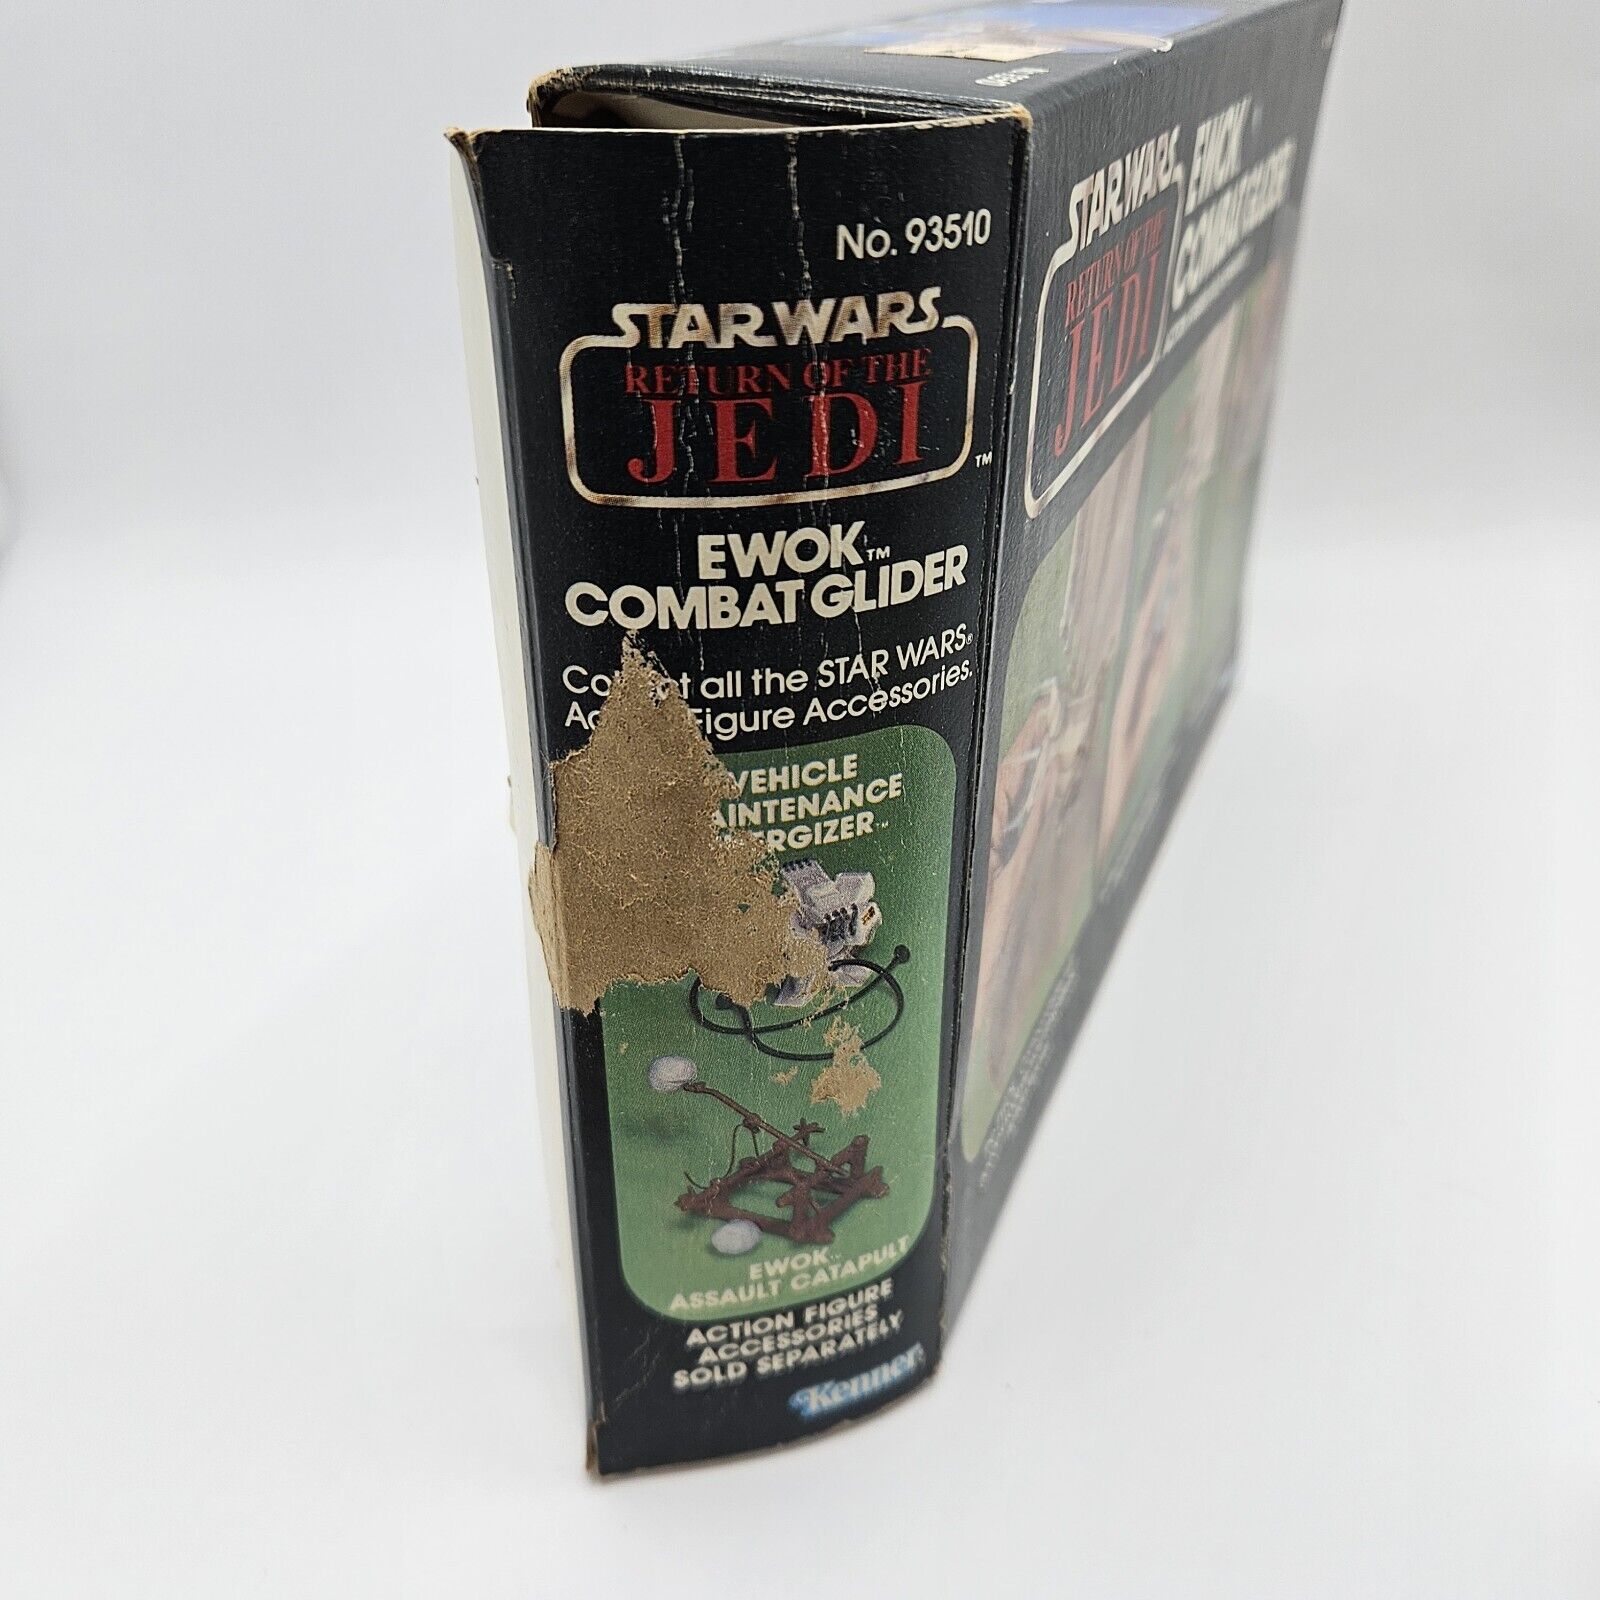 No. 93510
STAR WARS
RETURN OF THE
JEDI
TM
EWOK™
COMBAT GLIDER
all the STAR WARS®
Figure Accessories.
VEHICLE
AINTENANCE
ERGIZER™
EWOK™
ASSAULT CATAPULT
ACTION FIGURE
ACCESSORIES
SOLD SEPARATELY
Kenner
STAR WARS
RETURN OF THE
JEDI
EWOK
COMBAT GLIDER